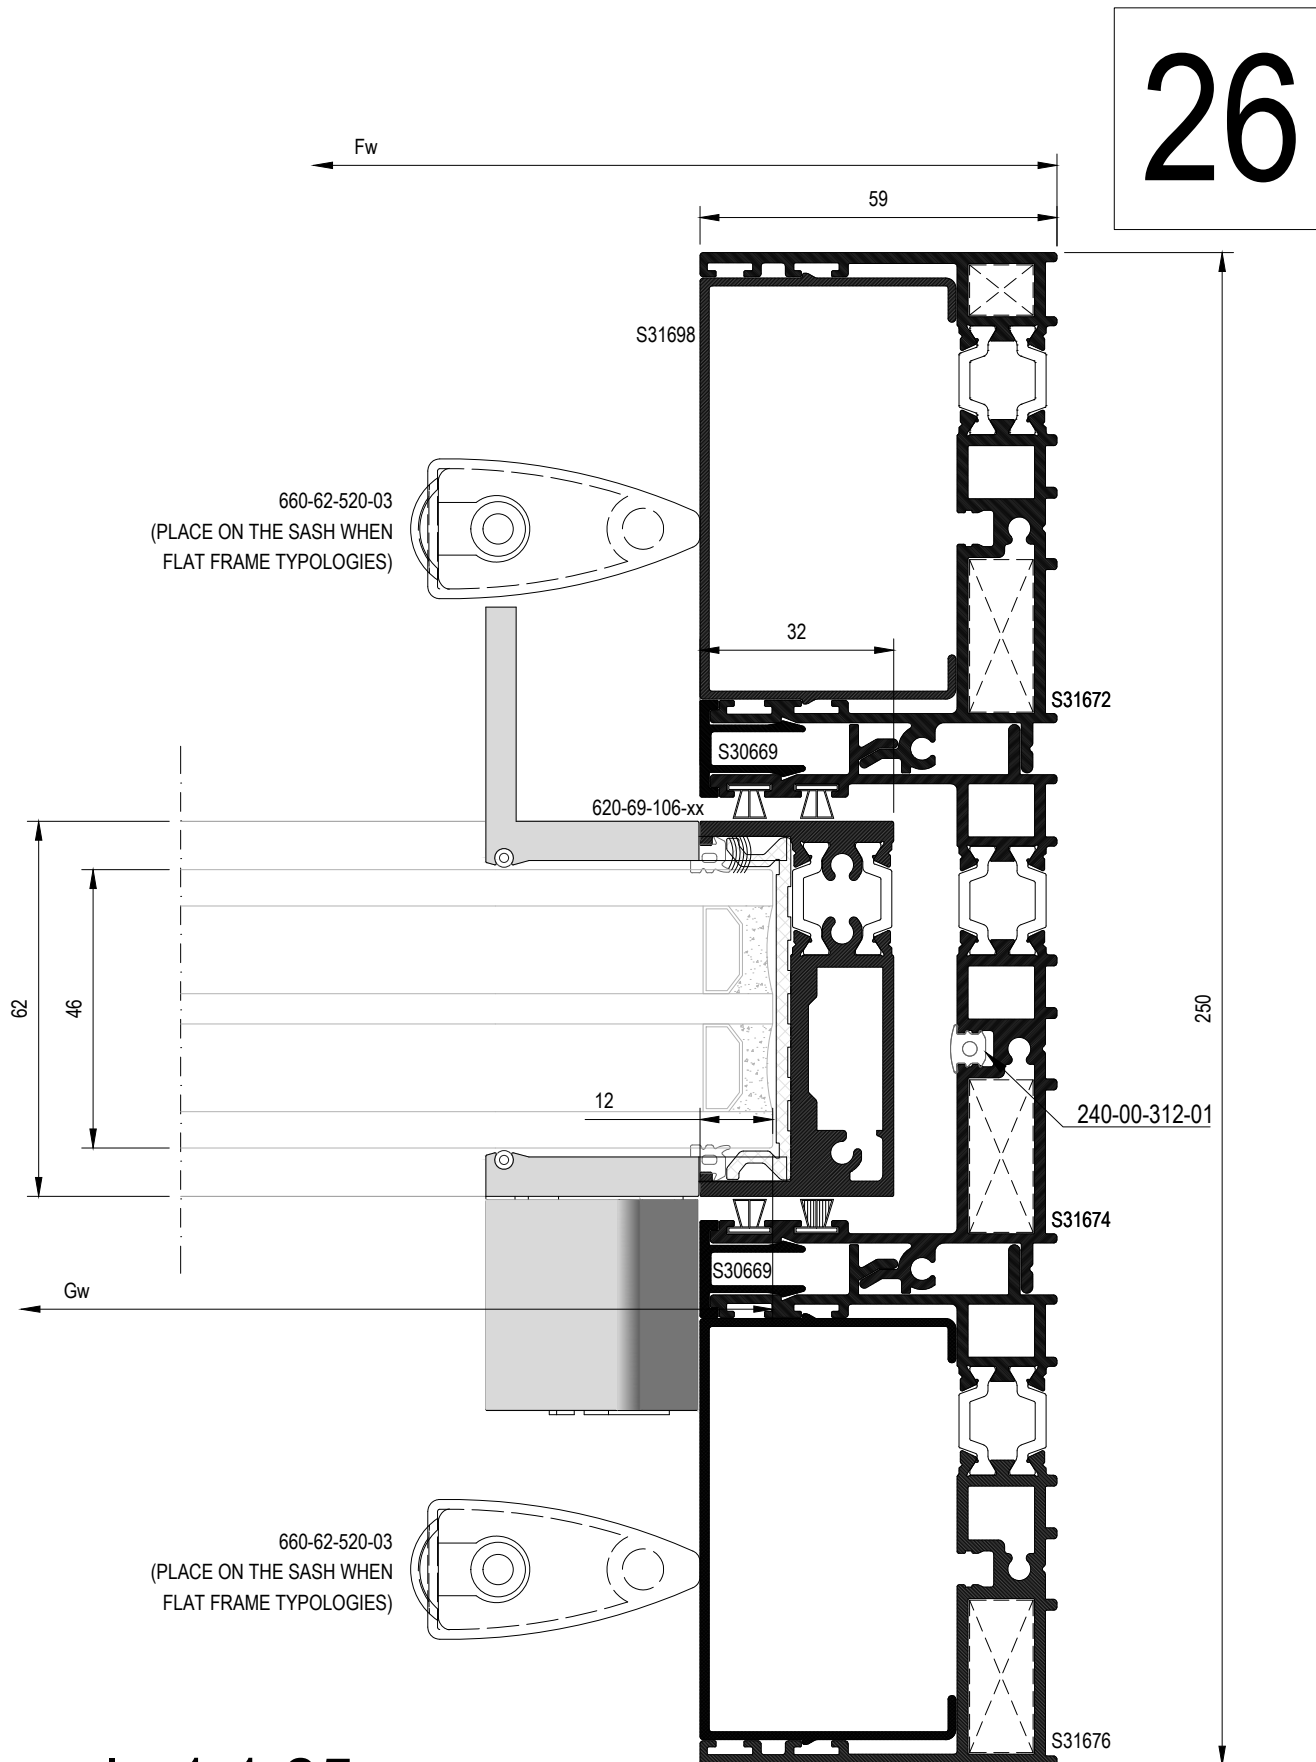 26
Fw
59
S31698
660-62-520-03
(PLACE ON THE SASH WHEN
FLAT FRAME TYPOLOGIES)
32
S31672
S30669
620-69-106-xx
62
46
250
12
240-00-312-01
S31674
S30669
Gw
660-62-520-03
(PLACE ON THE SASH WHEN
FLAT FRAME TYPOLOGIES)
S31676